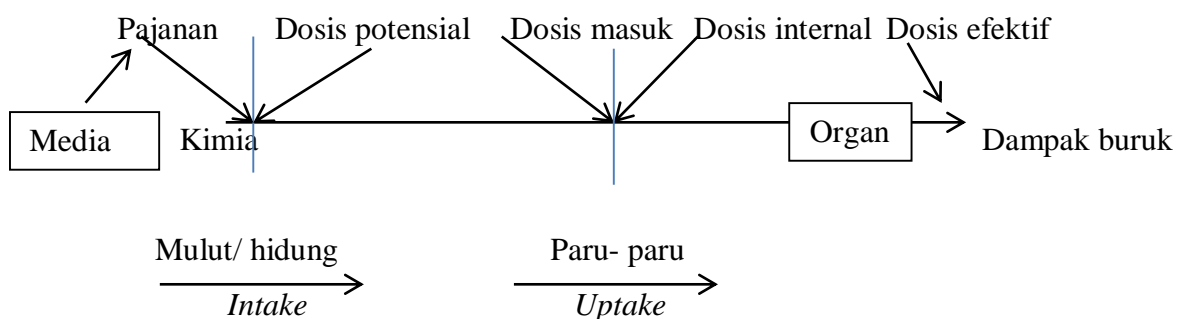 Pajanan Dosis potensial Dosis masuk Dosis internal Dosis efektif
Media Kimia Organ Dampak buruk
Mulut/ hidung Paru- paru
Intake Uptake